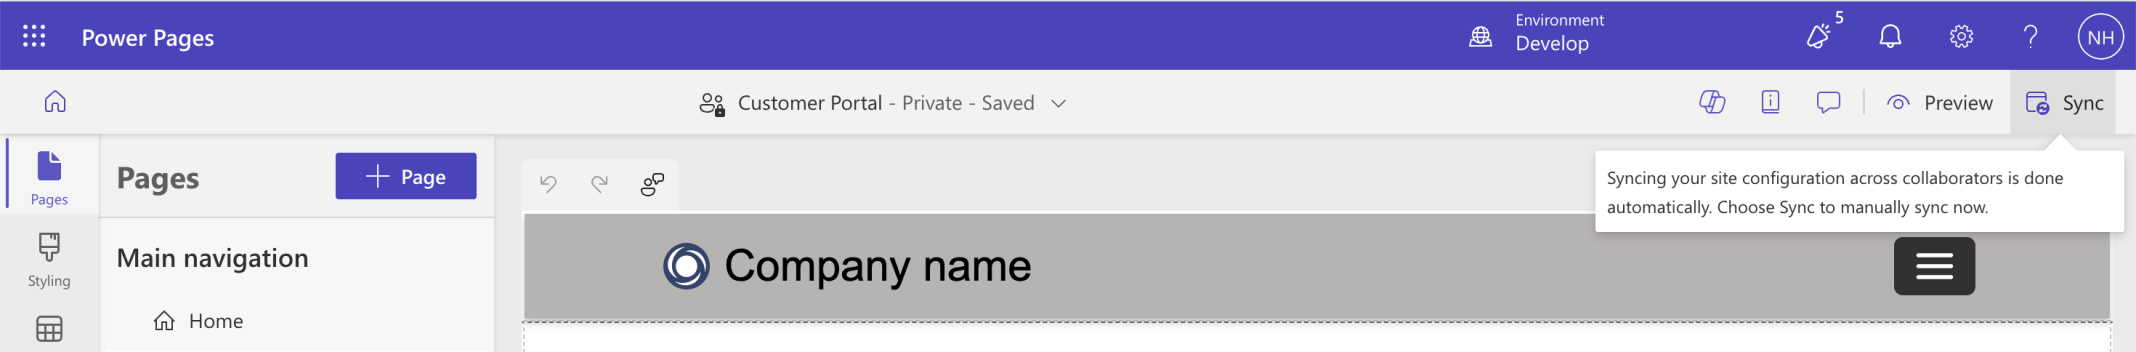 Power Pages
Environment
Develop
5
?
NH
Customer Portal - Private - Saved
Preview
Sync
Syncing your site configuration across collaborators is done
automatically. Choose Sync to manually sync now.
Pages
Styling
Pages
+ Page
Main navigation
Home
Company name